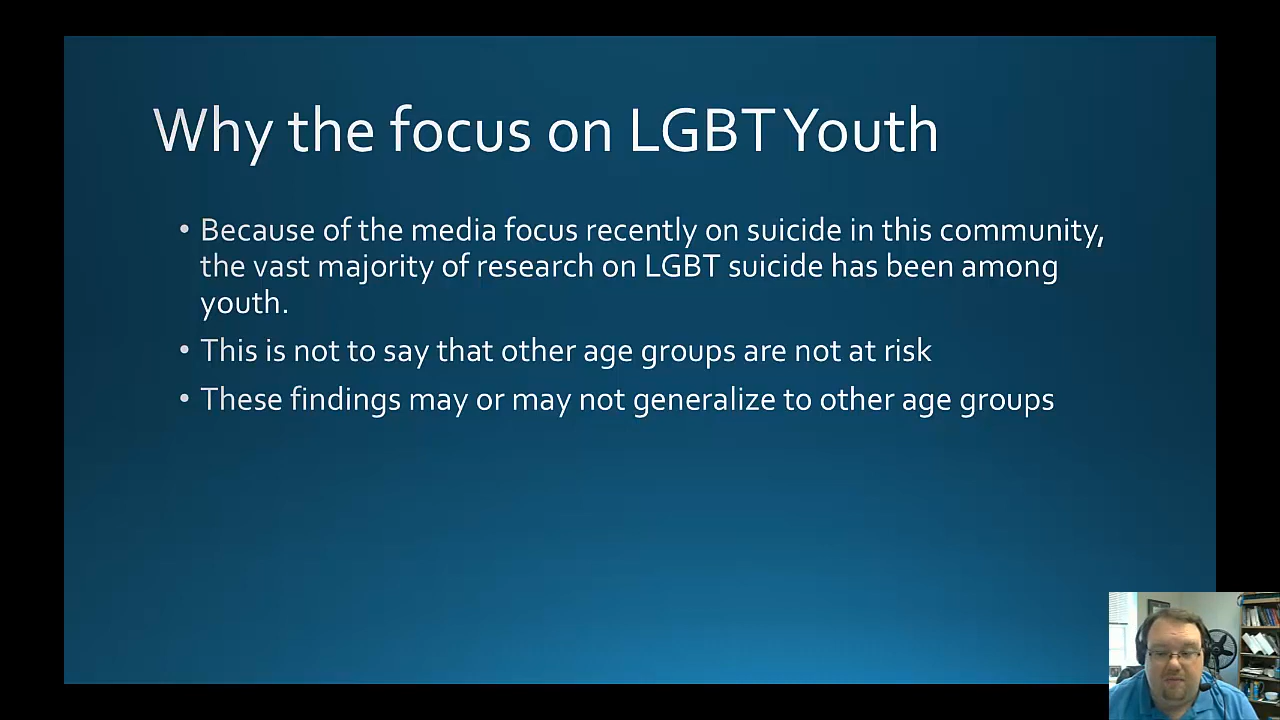 Why the focus on LGBT Youth
• Because of the media focus recently on suicide in this community,
the vast majority of research on LGBT suicide has been among
youth.
• This is not to say that other age groups are not at risk
• These findings may or may not generalize to other age groups